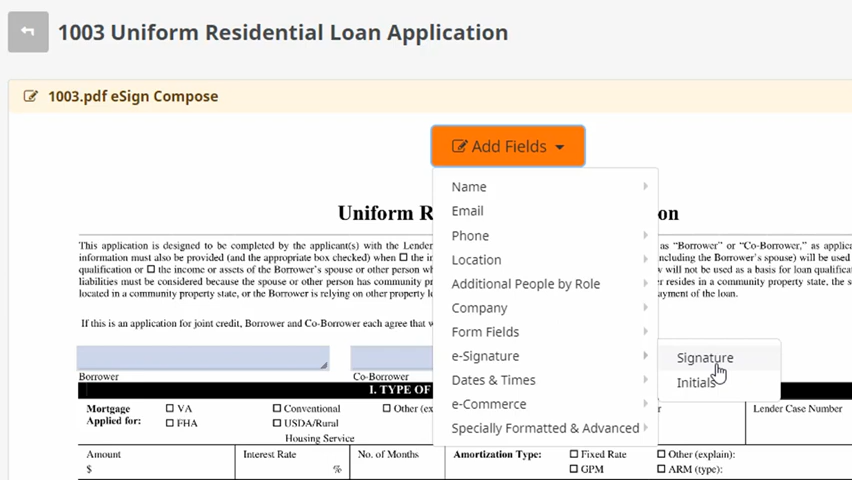 1003 Uniform Residential Loan Application
1003.pdf eSign Compose
Add Fields
Name
Email
Phone
Location
Additional People by Role
Company
Form Fields
e-Signature
Dates & Times
e-Commerce
Specially Formatted & Advanced
Signature
Initials
Uniform R on
This application is designed to be completed by the applicant(s) with the Lender as "Borrower" or "Co-Borrower," as applic
information must also be provided (and the appropriate box checked) when the in including the Borrower's spouse) will be used
qualification or the income or assets of the Borrower's spouse or other person wh will not be used as a basis for loan qualifica
liabilities must be considered because the spouse or other person has community pr er resides in a community property state, the s
located in a community property state, or the Borrower is relying on other property l ayment of the loan.
If this is an application for joint credit, Borrower and Co-Borrower each agree that w
Borrower Co-Borrower
I. TYPE OF
Mortgage Applied for: VA Conventional Other (ex Lender Case Number
FHA USDA/Rural
Housing Service
Amount Interest Rate No. of Months Amortization Type: Fixed Rate Other (explain):
$ % GPM ARM (type):